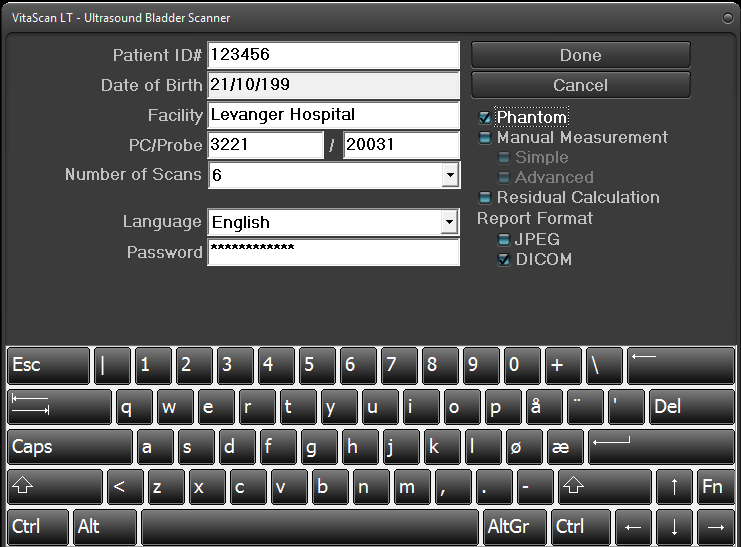 VitaScan LT - Ultrasound Bladder Scanner
Patient ID# 123456
Done
Date of Birth 21/10/199
Cancel
Facility Levanger Hospital
Phantom
PC/Probe 3221 / 20031
Manual Measurement
Simple
Number of Scans 6
Advanced
Residual Calculation
Language English
Report Format
JPEG
Password ************
DICOM
Esc | 1 2 3 4 5 6 7 8 9 0 + \ ←
q w e r t y u i o p å ¨ ' Del
Caps a s d f g h j k l ø æ
< z x c v b n m , . - ↑ Fn
Ctrl Alt AltGr Ctrl ← ↓ →